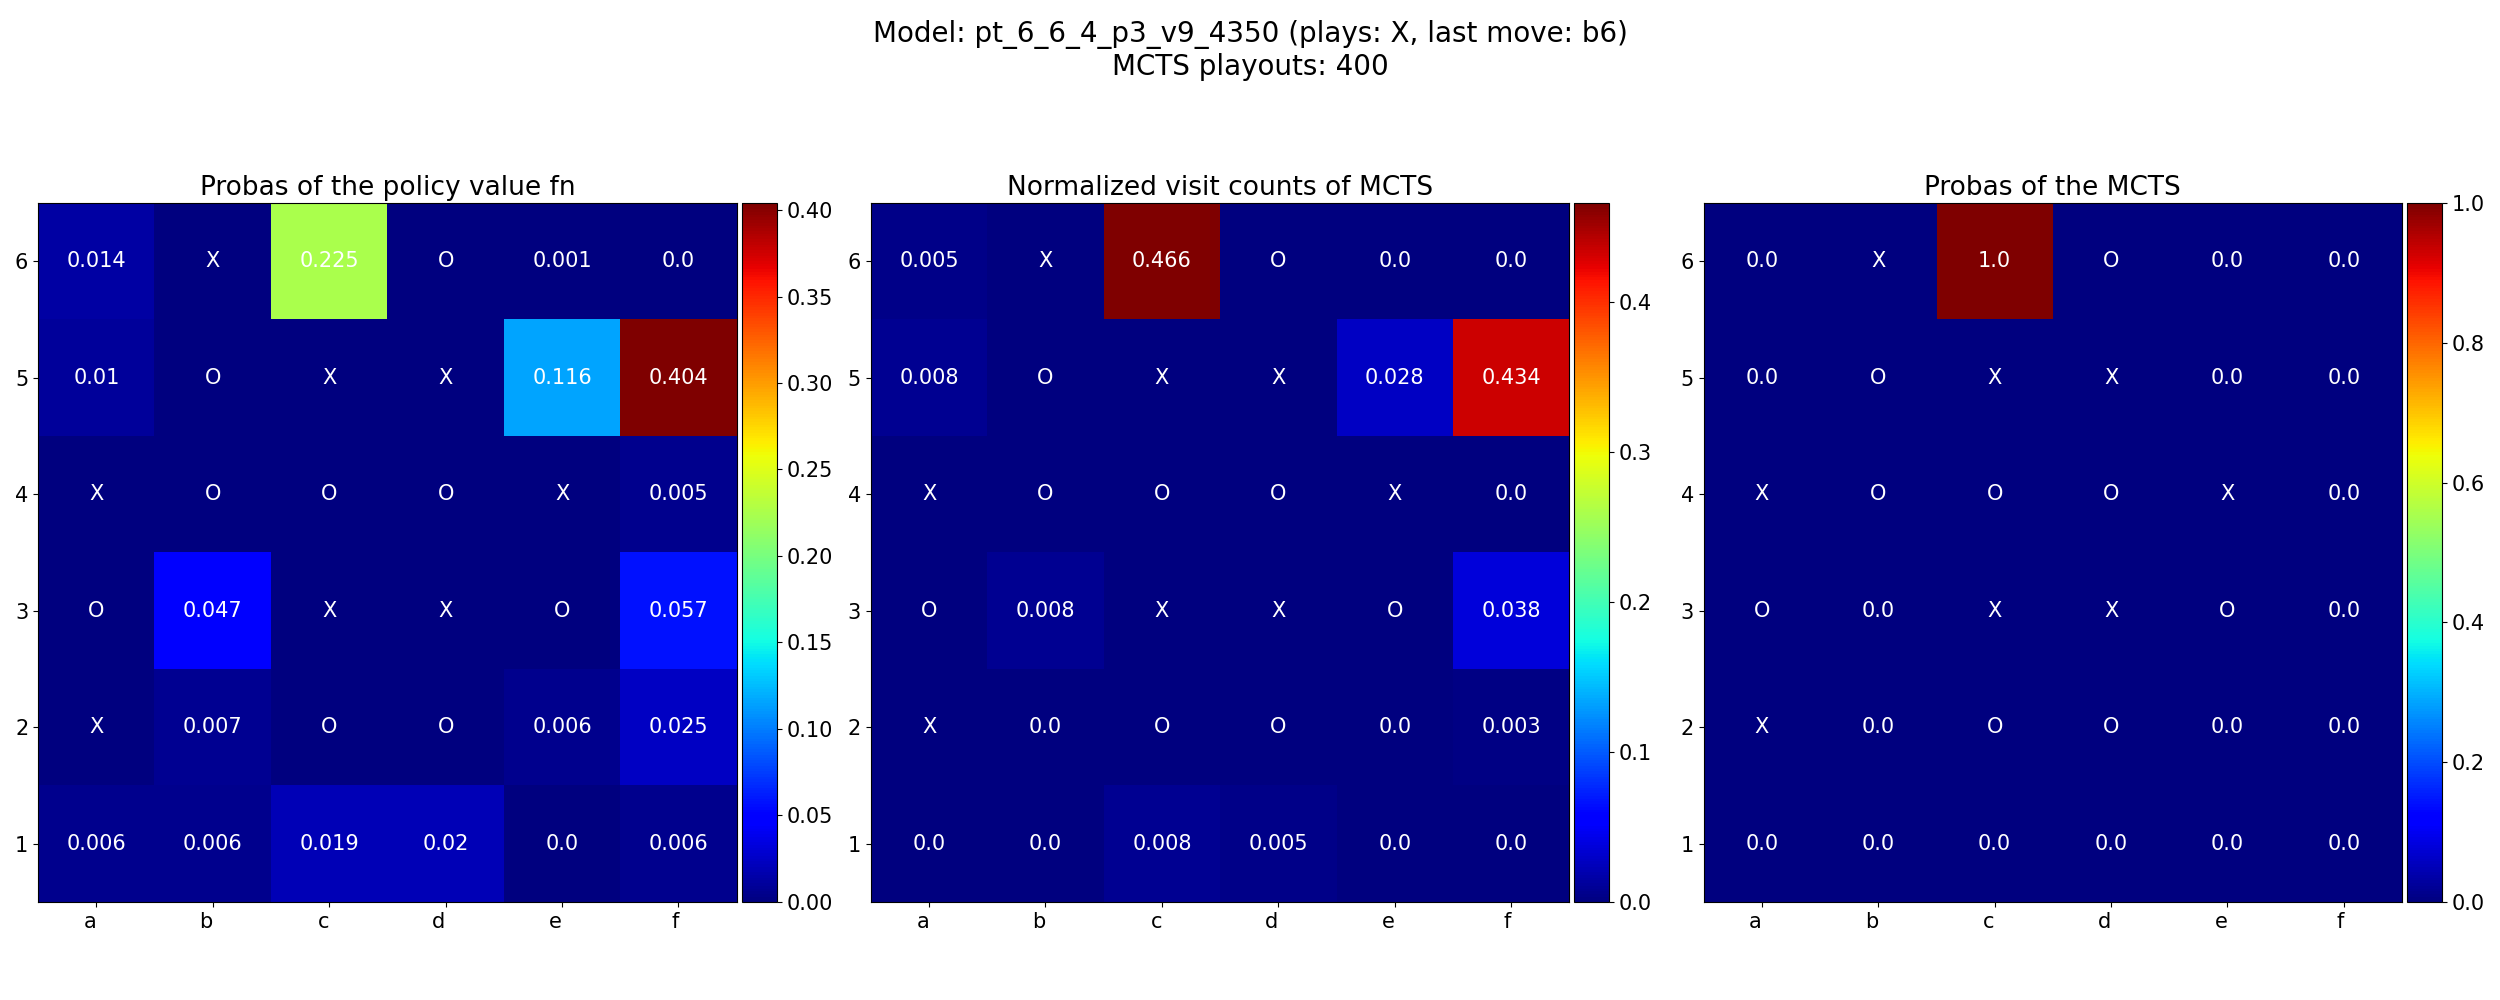 Model: pt_6_6_4_p3_v9_4350 (plays: X, last move: b6)
MCTS playouts: 400
Probas of the policy value fn
6 0.014 X 0.225 O 0.001 0.0
5 0.01 O X X 0.116 0.404
4 X O O O X 0.005
3 O 0.047 X X O 0.057
2 X 0.007 O O 0.006 0.025
1 0.006 0.006 0.019 0.02 0.0 0.006
a b c d e f
0.40
0.35
0.30
0.25
0.20
0.15
0.10
0.05
0.00
Normalized visit counts of MCTS
6 0.005 X 0.466 O 0.0 0.0
5 0.008 O X X 0.028 0.434
4 X O O O X 0.0
3 O 0.008 X X O 0.038
2 X 0.0 O O 0.0 0.003
1 0.0 0.0 0.008 0.005 0.0 0.0
a b c d e f
0.4
0.3
0.2
0.1
0.0
Probas of the MCTS
6 0.0 X 1.0 O 0.0 0.0
5 0.0 O X X 0.0 0.0
4 X O O O X 0.0
3 O 0.0 X X O 0.0
2 X 0.0 O O 0.0 0.0
1 0.0 0.0 0.0 0.0 0.0 0.0
a b c d e f
1.0
0.8
0.6
0.4
0.2
0.0